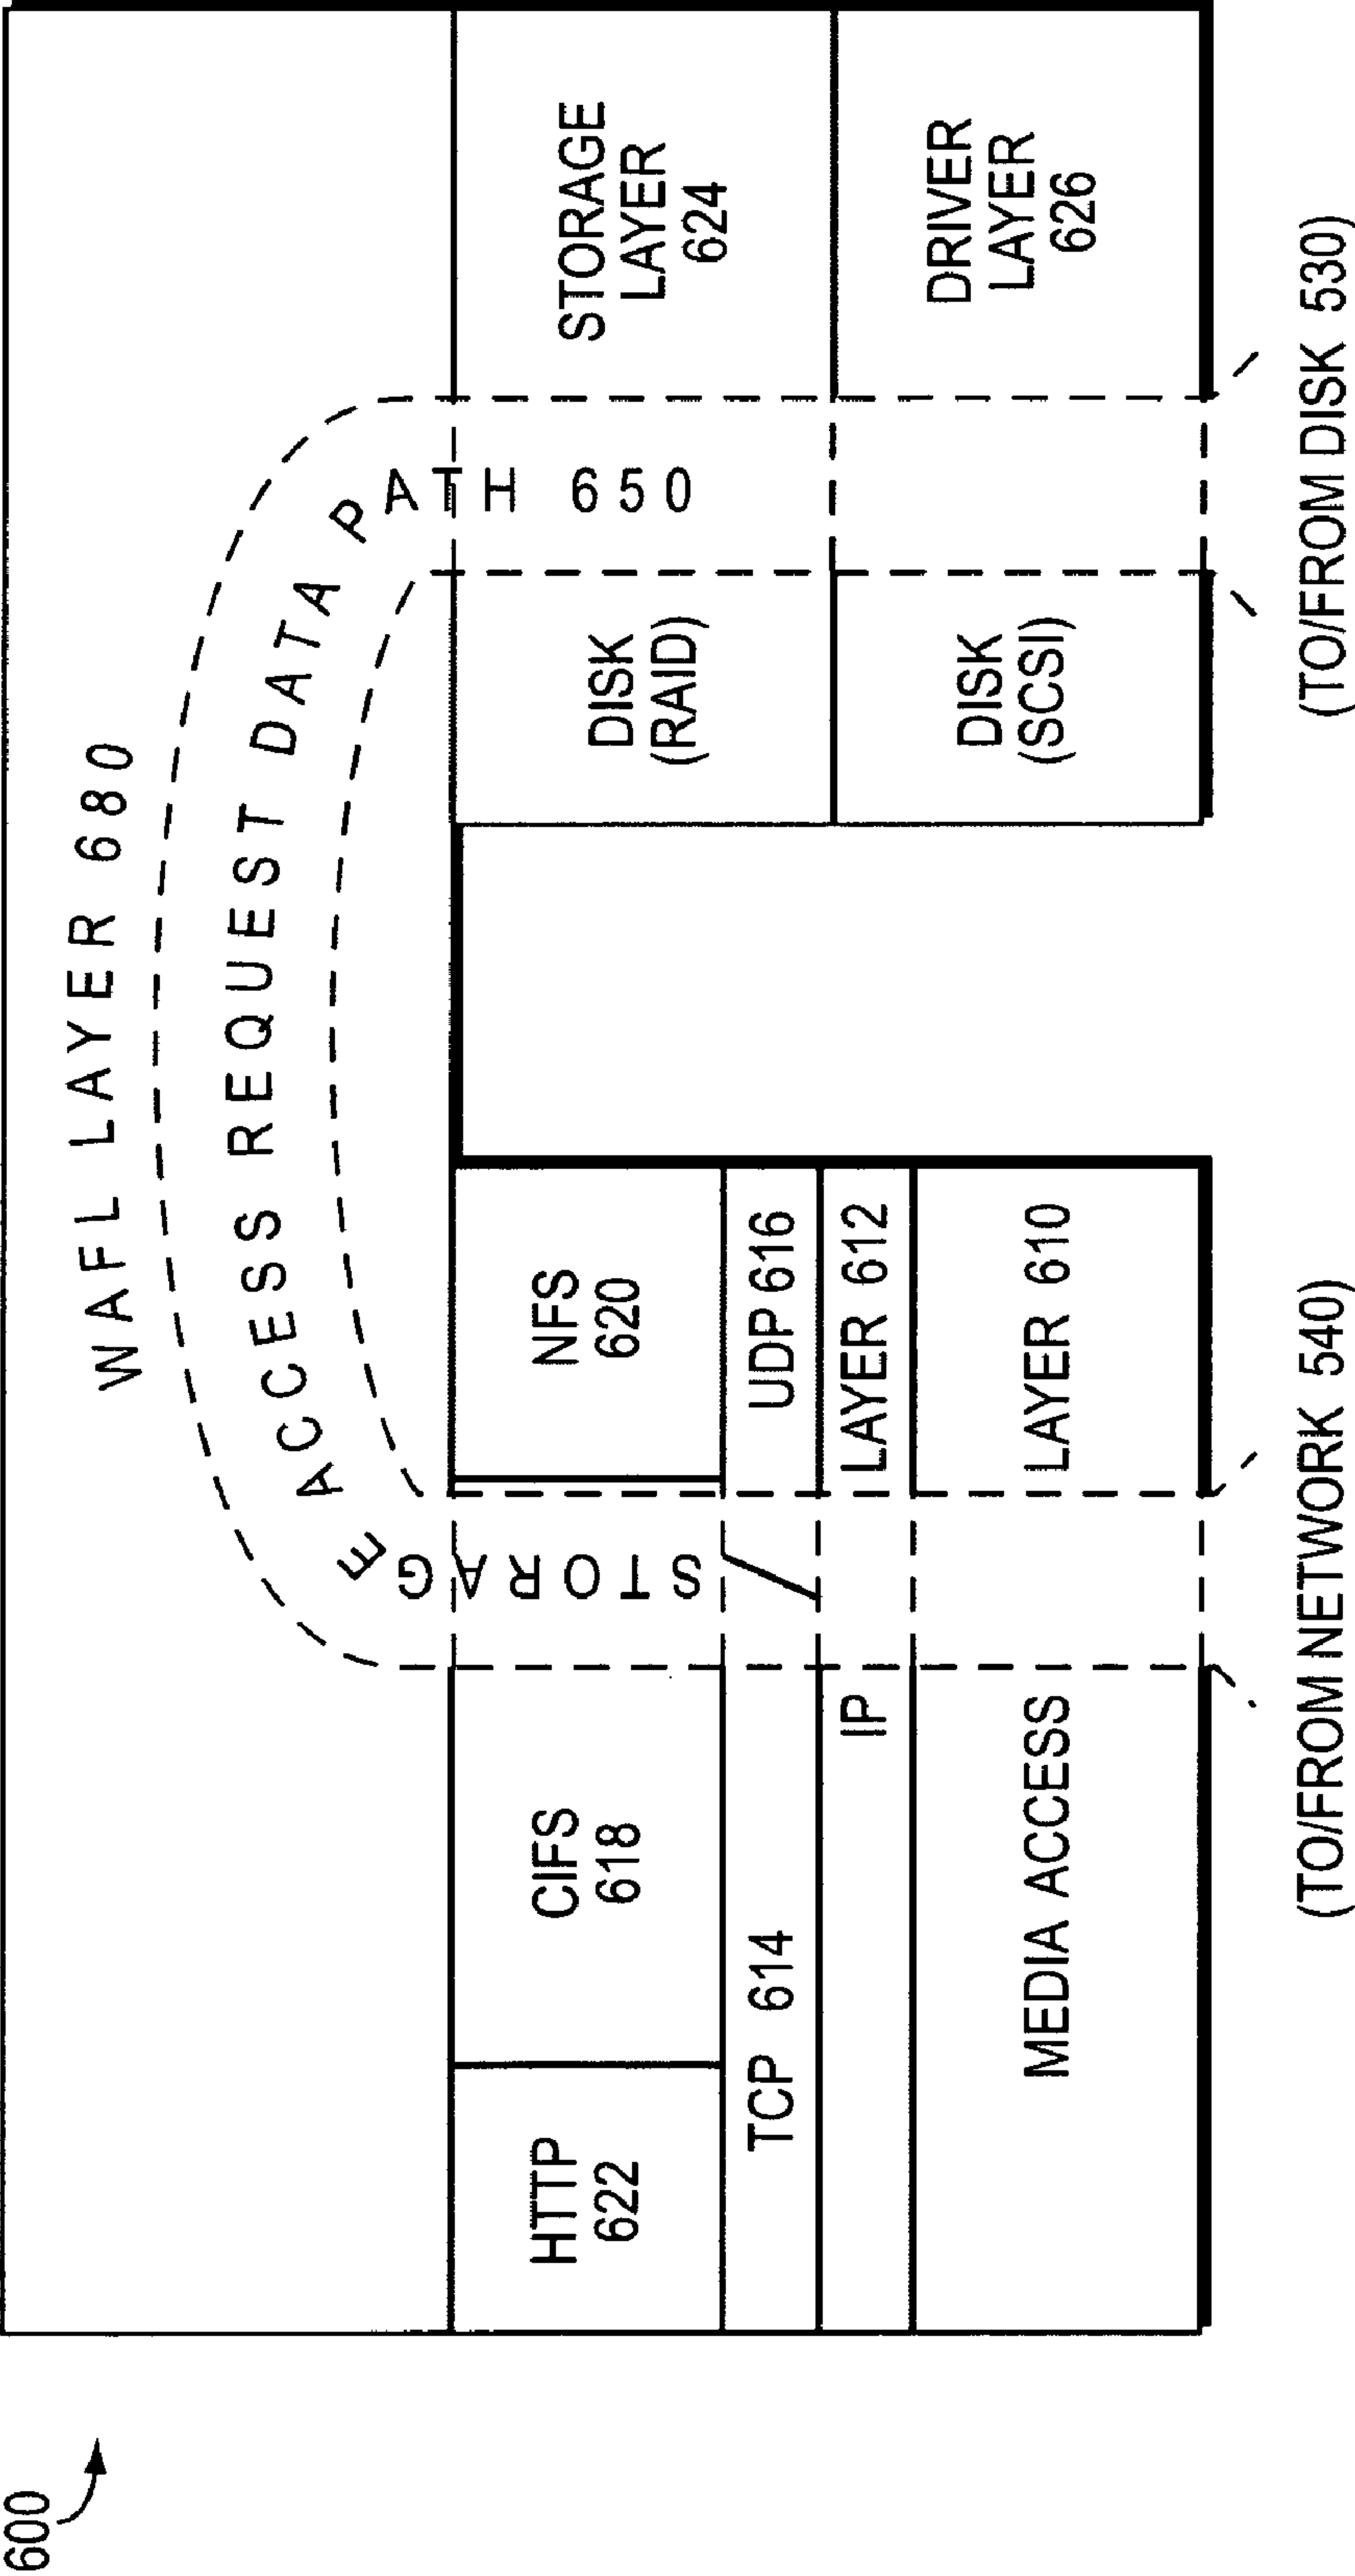 600
WAFL LAYER 680
STORAGE ACCESS REQUEST DATA PATH 650
HTTP
622
CIFS
618
NFS
620
TCP 614
UDP 616
IP LAYER 612
MEDIA ACCESS LAYER 610
DISK
(RAID)
STORAGE
LAYER
624
DISK
(SCSI)
DRIVER
LAYER
626
(TO/FROM NETWORK 540)
(TO/FROM DISK 530)